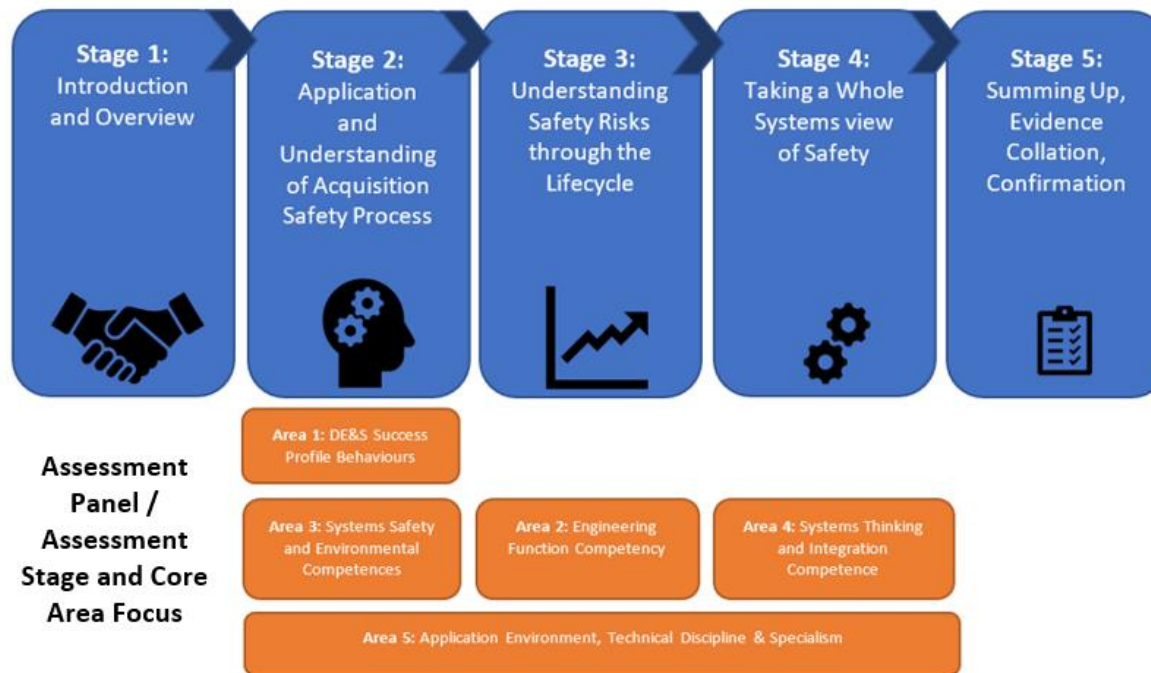 Stage 1:
Introduction
and Overview
Stage 2:
Application
and
Understanding
of Acquisition
Safety Process
Stage 3:
Understanding
Safety Risks
through the
Lifecycle
Stage 4:
Taking a Whole
Systems view
of Safety
Stage 5:
Summing Up,
Evidence
Collation,
Confirmation
Assessment
Panel /
Assessment
Stage and Core
Area Focus
Area 1: DE&S Success
Profile Behaviours
Area 3: Systems Safety
and Environmental
Competences
Area 2: Engineering
Function Competency
Area 4: Systems Thinking
and Integration
Competence
Area 5: Application Environment, Technical Discipline & Specialism